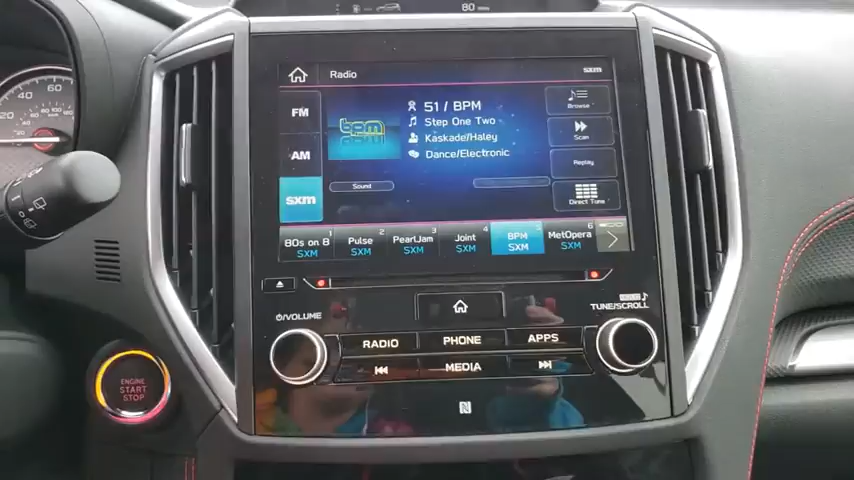 80
Radio
sxm
FM
AM
sxm
bpm
51 / BPM
Step One Two
Kaskade/Haley
Dance/Electronic
Browse
Scan
Replay
Direct Tune
Sound
1
80s on 8
SXM
2
Pulse
SXM
3
PearlJam
SXM
4
Joint
SXM
5
BPM
SXM
6
MetOpera
SXM
VOLUME
TUNE/SCROLL
RADIO
PHONE
APPS
MEDIA
ENGINE
START
STOP
20
40
60